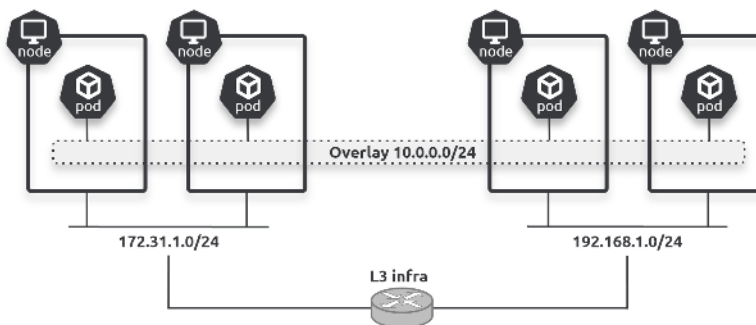 node
node
node
node
pod
pod
pod
pod
Overlay 10.0.0.0/24
172.31.1.0/24
192.168.1.0/24
L3 infra